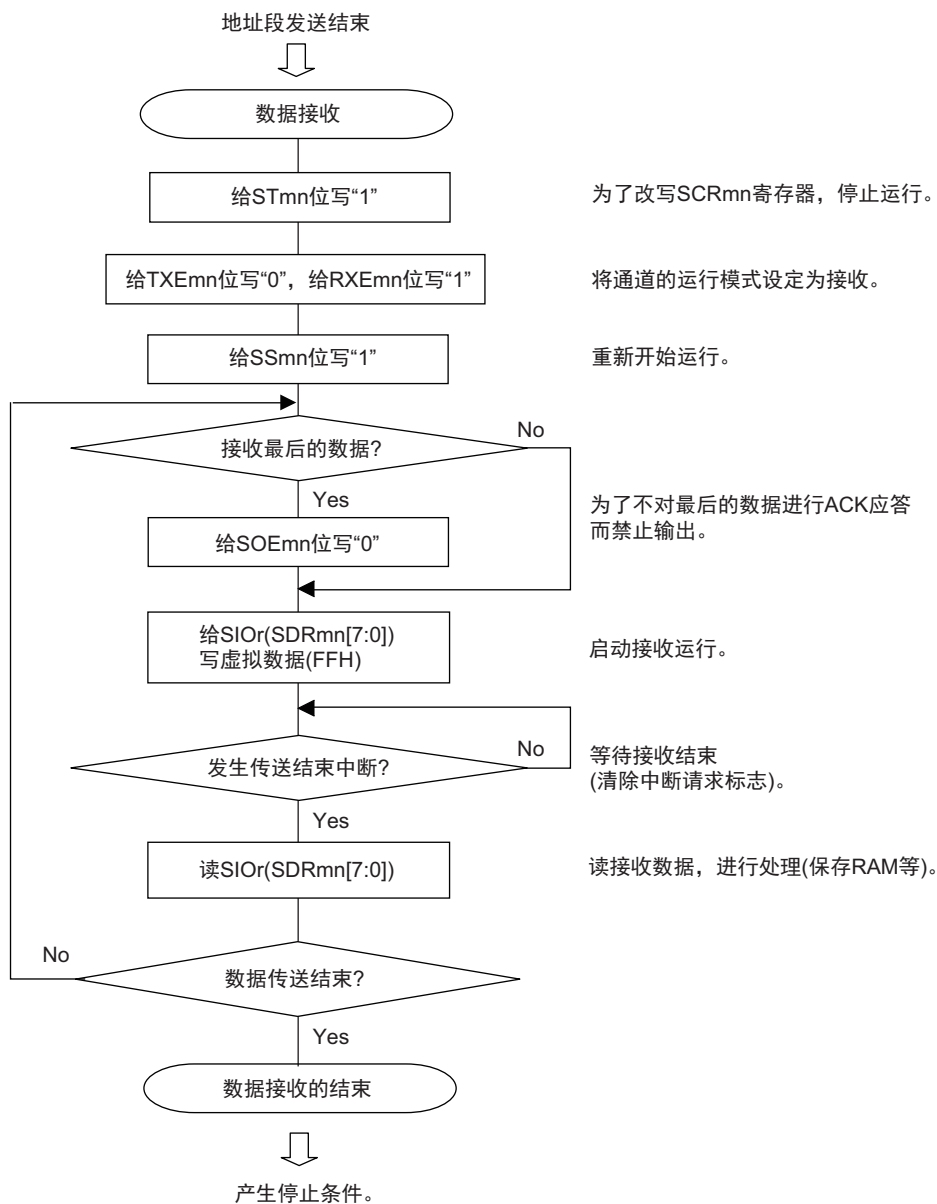 地址段发送结束
数据接收
给STmn位写“1”
为了改写SCRmn寄存器，停止运行。
给TXEmn位写“0”，给RXEmn位写“1”
将通道的运行模式设定为接收。
给SSmn位写“1”
重新开始运行。
接收最后的数据?
No
Yes
为了不对最后的数据进行ACK应答
而禁止输出。
给SOEmn位写“0”
给SIOr(SDRmn[7:0])
写虚拟数据(FFH)
启动接收运行。
发生传送结束中断?
No
等待接收结束
(清除中断请求标志)。
Yes
读SIOr(SDRmn[7:0])
读接收数据，进行处理(保存RAM等)。
No
数据传送结束?
Yes
数据接收的结束
产生停止条件。